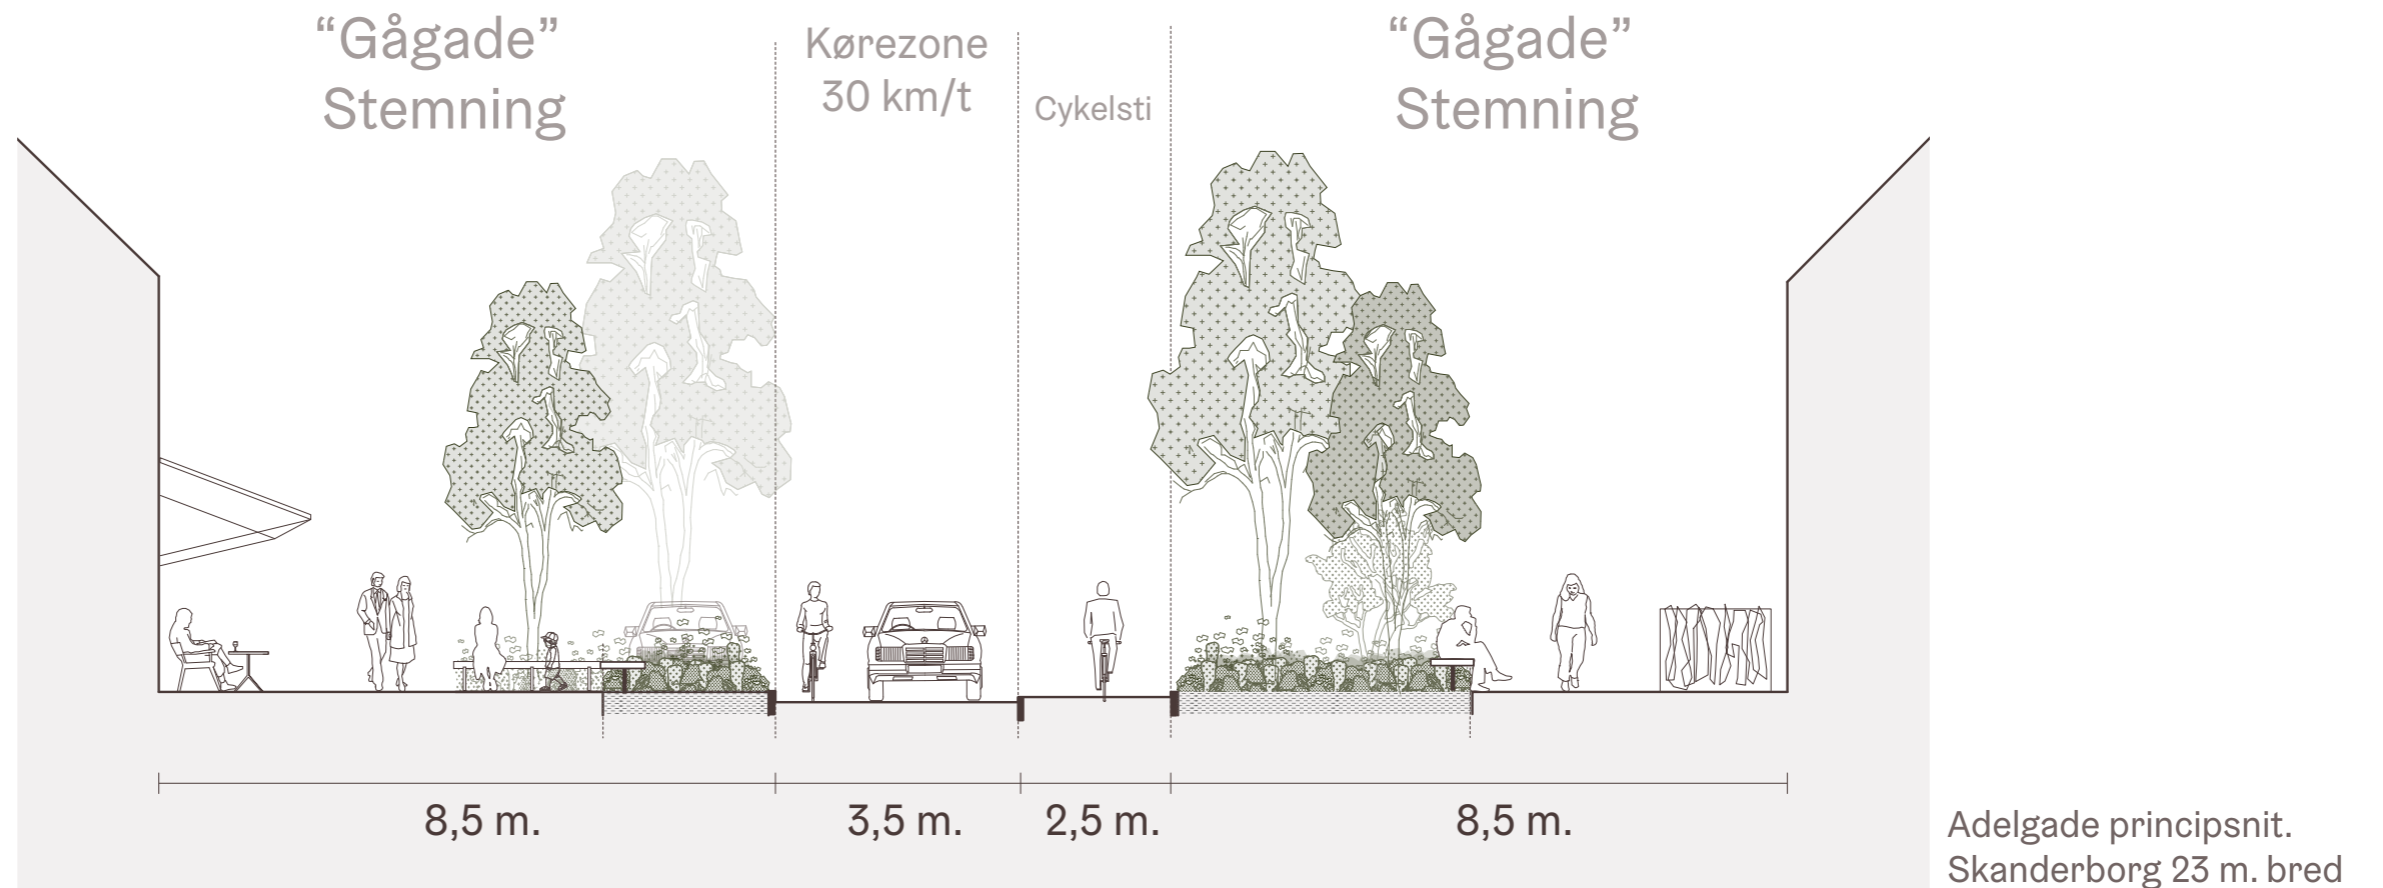 “Gågade”
Stemning
Kørezone
30 km/t
Cykelsti
“Gågade”
Stemning
8,5 m.
3,5 m.
2,5 m.
8,5 m.
Adelgade principsnit.
Skanderborg 23 m. bred